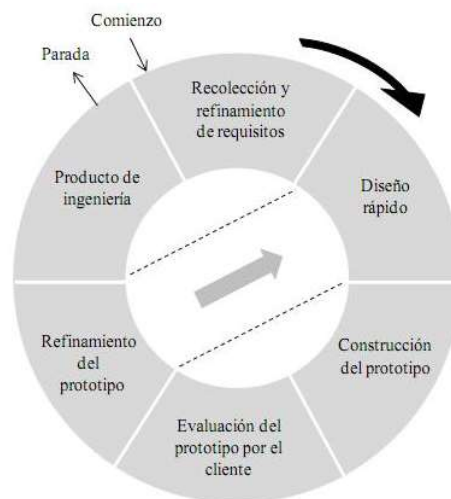 Comienzo
Parada
Recolección y
refinamiento
de requisitos
Diseño
rápido
Construcción
del prototipo
Evaluación del
prototipo por el
cliente
Refinamiento
del
prototipo
Producto de
ingeniería